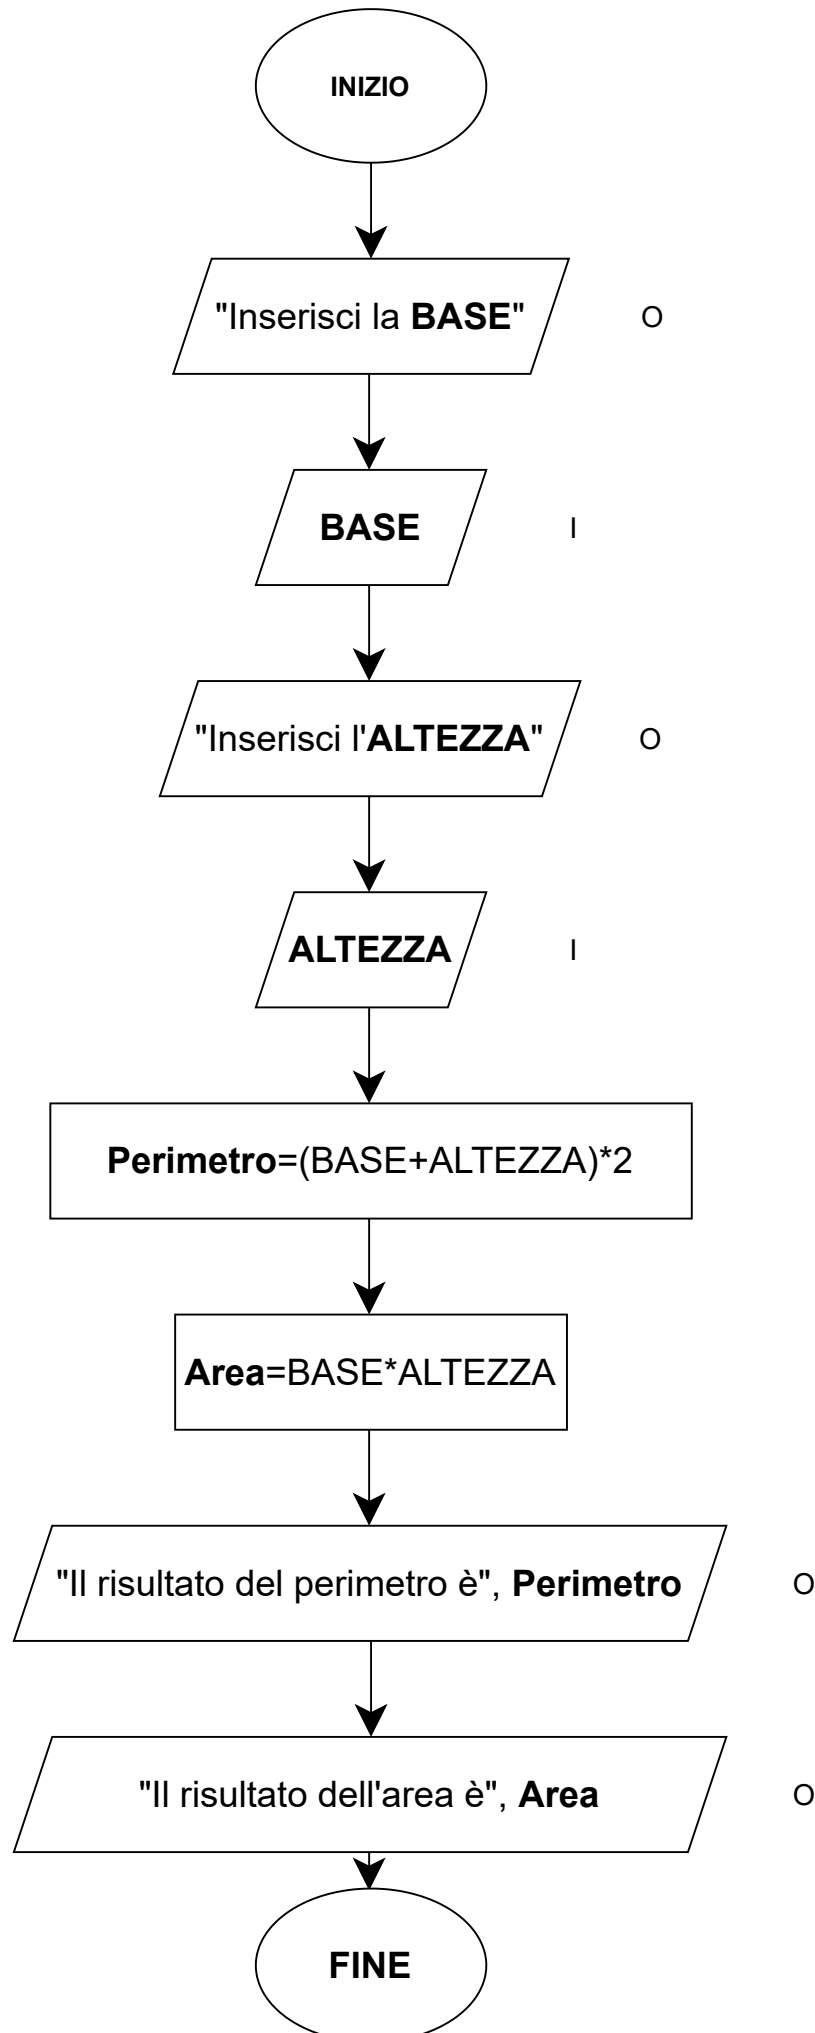 INIZIO
"Inserisci la BASE" O
BASE I
"Inserisci l'ALTEZZA" O
ALTEZZA I
Perimetro=(BASE+ALTEZZA)*2
Area=BASE*ALTEZZA
"Il risultato del perimetro è", Perimetro O
"Il risultato dell'area è", Area O
FINE